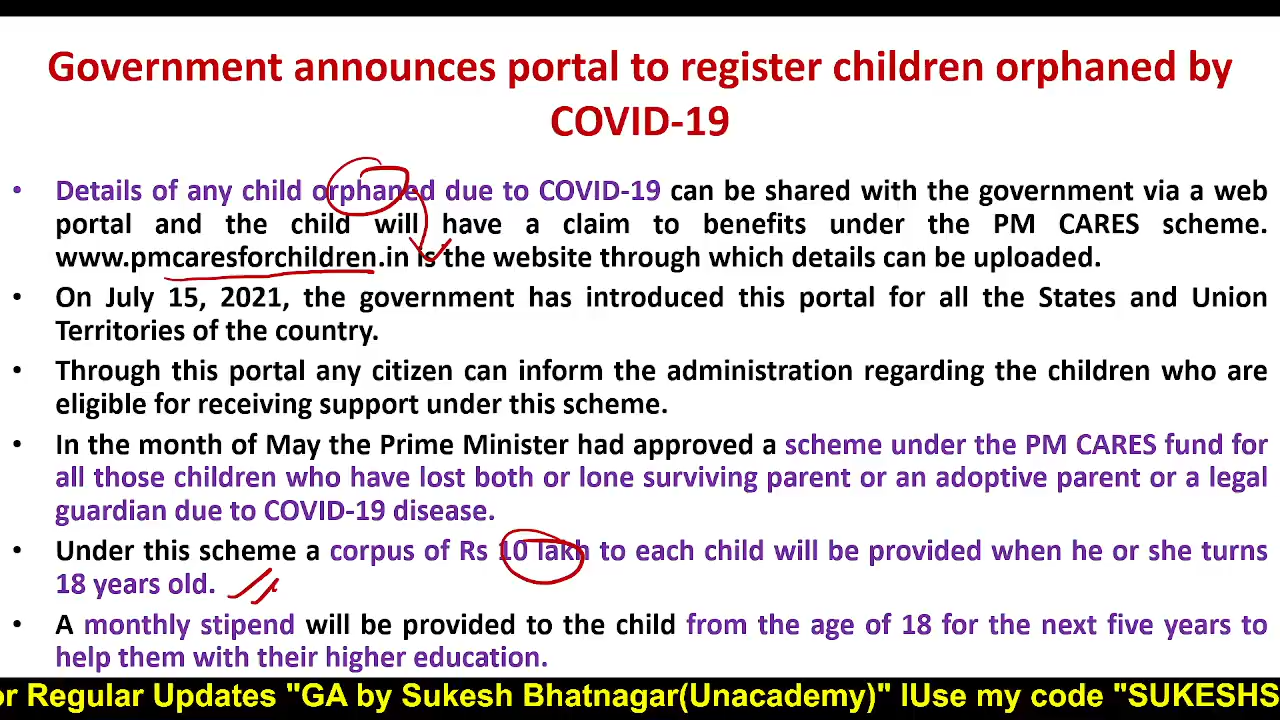 Government announces portal to register children orphaned by
COVID-19
• Details of any child orphaned due to COVID-19 can be shared with the government via a web
portal and the child will have a claim to benefits under the PM CARES scheme.
www.pmcaresforchildren.in is the website through which details can be uploaded.
• On July 15, 2021, the government has introduced this portal for all the States and Union
Territories of the country.
• Through this portal any citizen can inform the administration regarding the children who are
eligible for receiving support under this scheme.
• In the month of May the Prime Minister had approved a scheme under the PM CARES fund for
all those children who have lost both or lone surviving parent or an adoptive parent or a legal
guardian due to COVID-19 disease.
• Under this scheme a corpus of Rs 10 lakh to each child will be provided when he or she turns
18 years old.
• A monthly stipend will be provided to the child from the age of 18 for the next five years to
help them with their higher education.
or Regular Updates "GA by Sukesh Bhatnagar(Unacademy)" lUse my code "SUKESHS